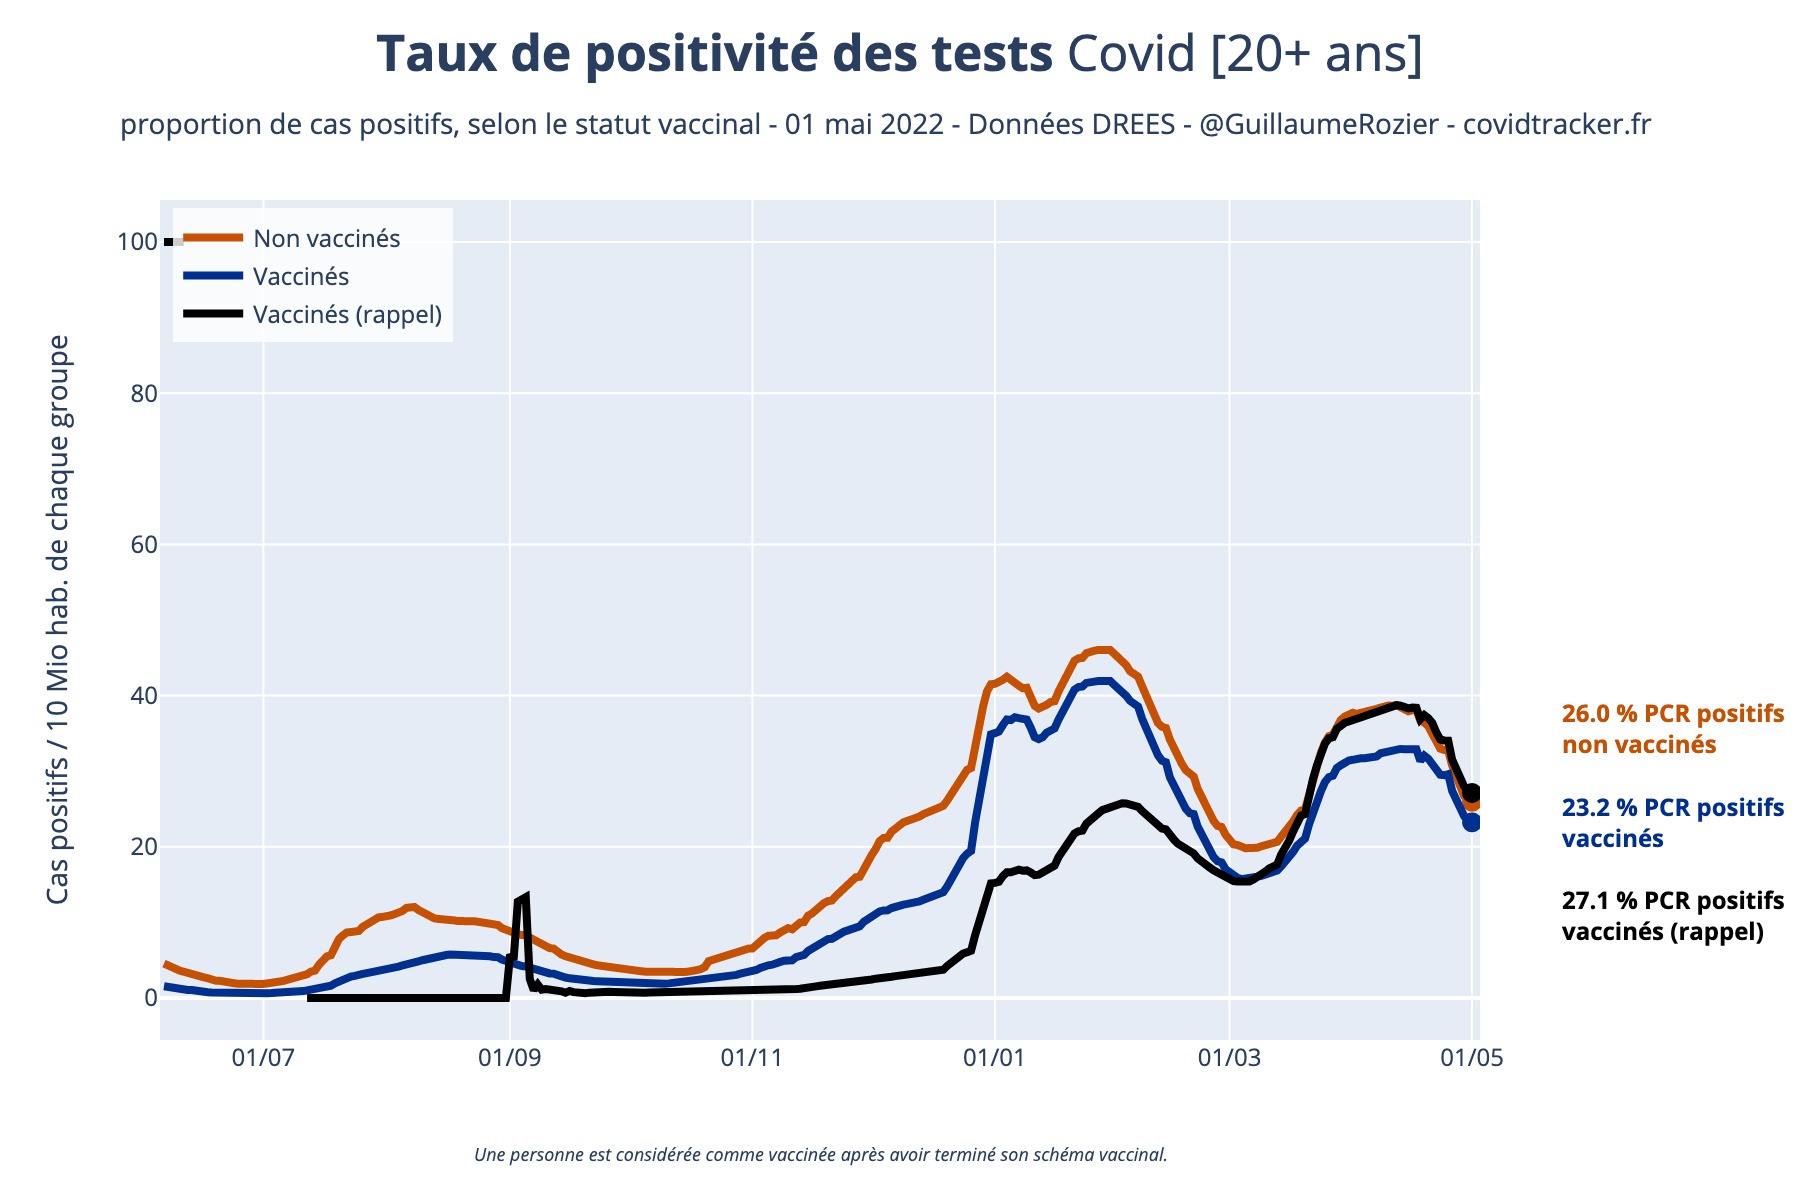 Taux de positivité des tests Covid [20+ ans]
proportion de cas positifs, selon le statut vaccinal - 01 mai 2022 - Données DREES - @GuillaumeRozier - covidtracker.fr
Cas positifs / 10 Mio hab. de chaque groupe
100
80
60
40
20
0
Non vaccinés
Vaccinés
Vaccinés (rappel)
26.0 % PCR positifs
non vaccinés
23.2 % PCR positifs
vaccinés
27.1 % PCR positifs
vaccinés (rappel)
01/07
01/09
01/11
01/01
01/03
01/05
Une personne est considérée comme vaccinée après avoir terminé son schéma vaccinal.